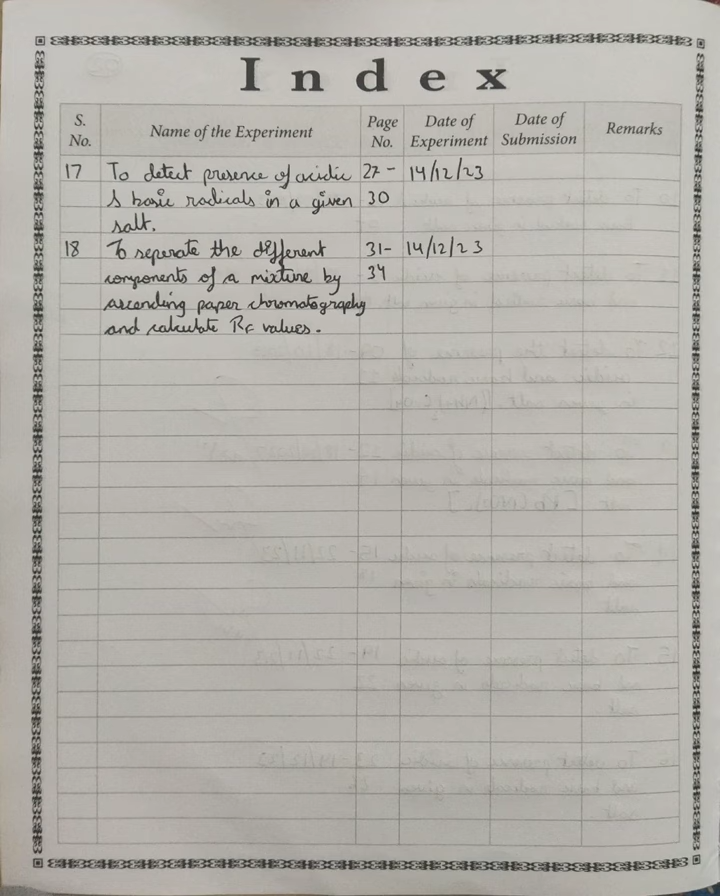 Index
S. No. Name of the Experiment Page No. Date of Experiment Date of Submission Remarks
17 To detect presence of acidic 27- 14/12/23
& basic radicals in a given 30
salt.
18 To seperate the different 31- 14/12/23
components of a mixture by 34
ascending paper chromatography
and calculate RF values.